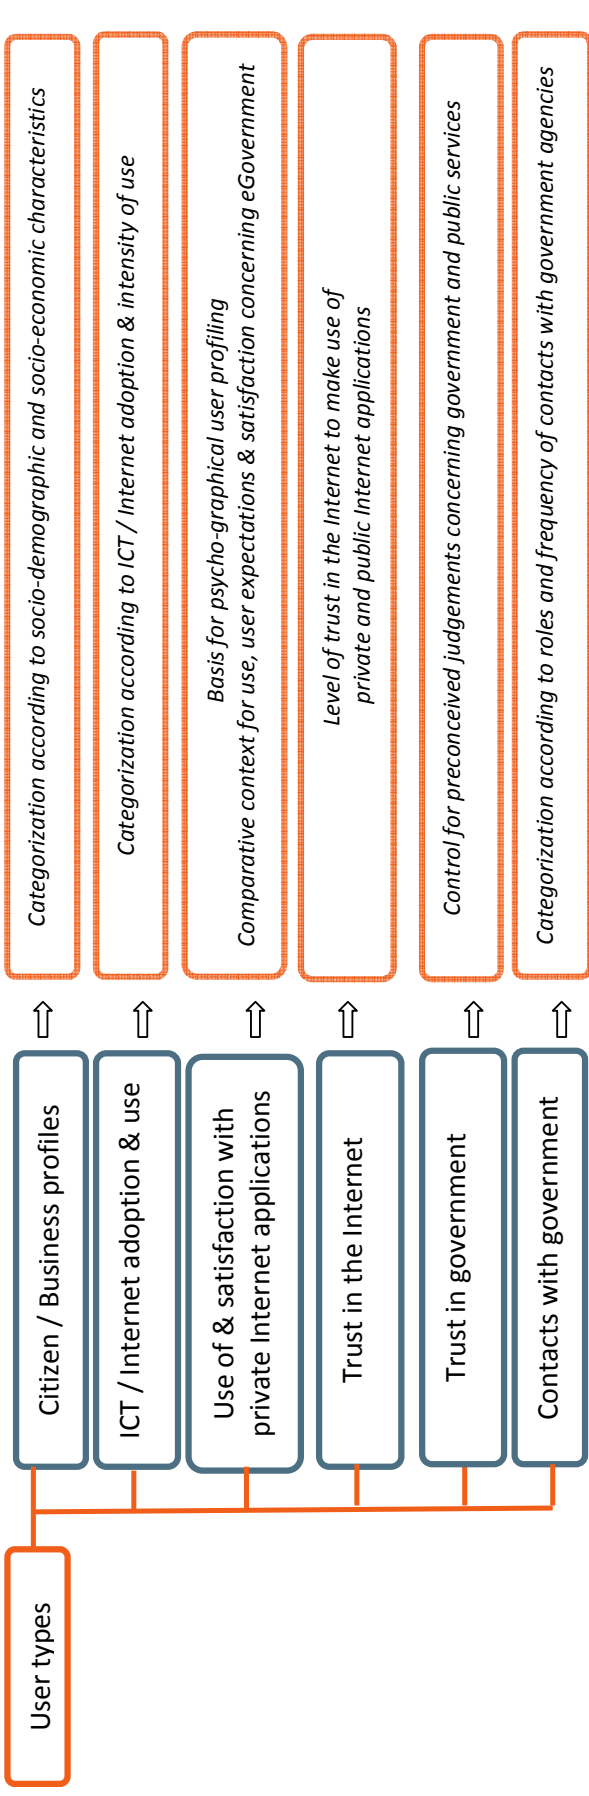 User types
Citizen / Business profiles
Categorization according to socio-demographic and socio-economic characteristics
ICT / Internet adoption & use
Categorization according to ICT / Internet adoption & intensity of use
Use of & satisfaction with
private Internet applications
Basis for psycho-graphical user profiling
Comparative context for use, user expectations & satisfaction concerning eGovernment
Trust in the Internet
Level of trust in the Internet to make use of
private and public Internet applications
Trust in government
Control for preconceived judgements concerning government and public services
Contacts with government
Categorization according to roles and frequency of contacts with government agencies